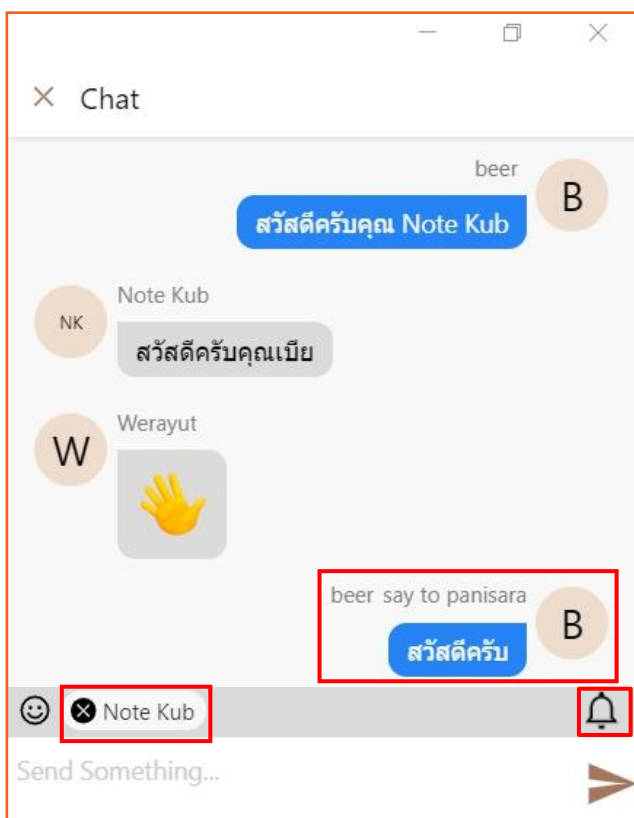 Chat
beer
B
สวัสดีครับคุณ Note Kub
Note Kub
NK
สวัสดีครับคุณเบีย
Werayut
W
beer say to panisara
B
สวัสดีครับ
Note Kub
Send Something...